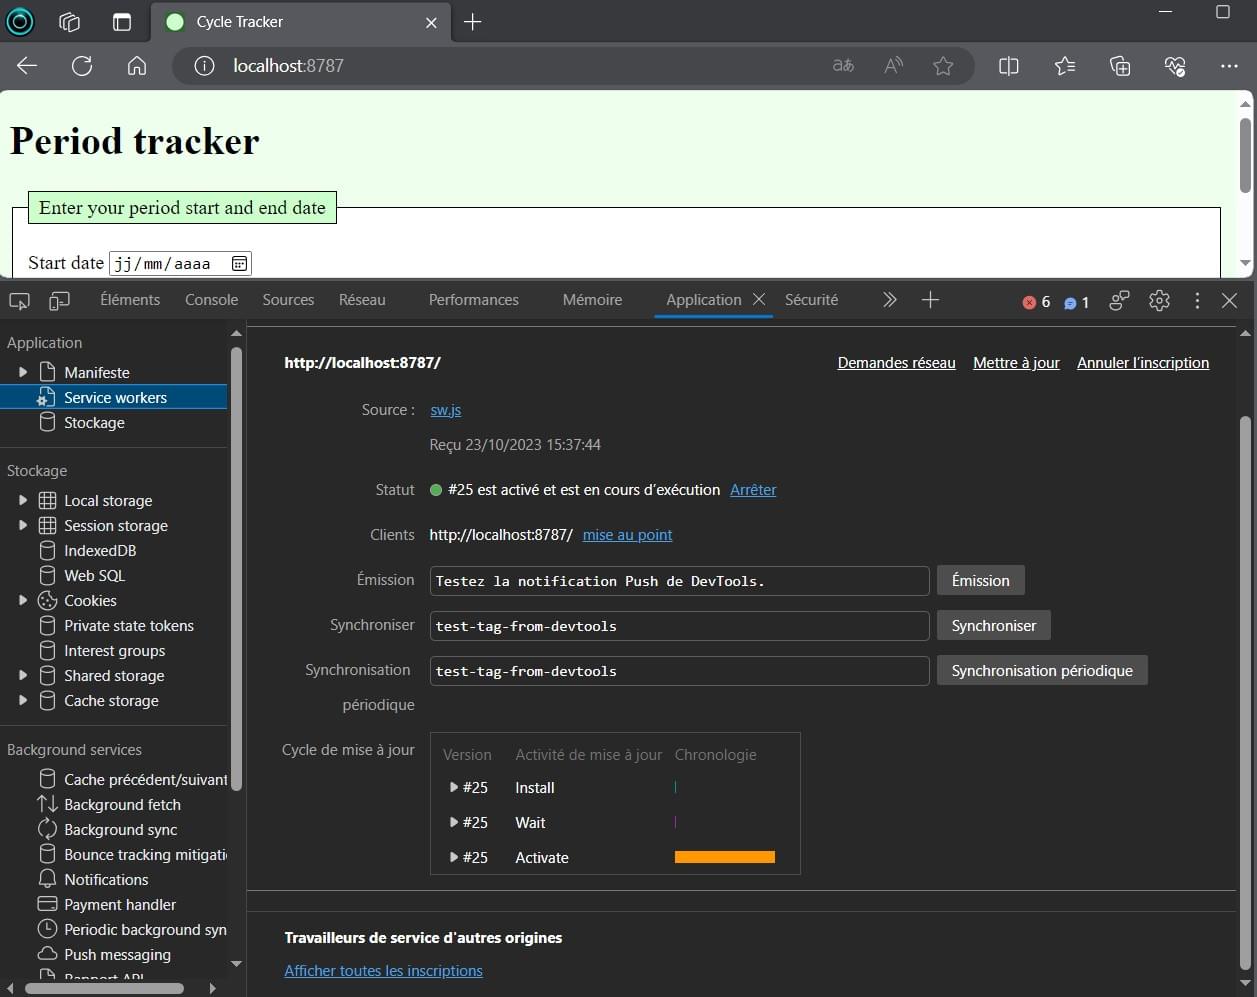 Cycle Tracker
localhost:8787
Period tracker
Enter your period start and end date
Start date jj/mm/aaaa
Éléments Console Sources Réseau Performances Mémoire Application Sécurité 6 1
Application
Manifeste
Service workers
Stockage
Stockage
Local storage
Session storage
IndexedDB
Web SQL
Cookies
Private state tokens
Interest groups
Shared storage
Cache storage
Background services
Cache précédent/suivant
Background fetch
Background sync
Bounce tracking mitigati
Notifications
Payment handler
Periodic background syn
Push messaging
http://localhost:8787/ Demandes réseau Mettre à jour Annuler l’inscription
Source : sw.js
Reçu 23/10/2023 15:37:44
Statut #25 est activé et est en cours d’exécution Arrêter
Clients http://localhost:8787/ mise au point
Émission Testez la notification Push de DevTools. Émission
Synchroniser test-tag-from-devtools Synchroniser
Synchronisation périodique test-tag-from-devtools Synchronisation périodique
Cycle de mise à jour
Version Activité de mise à jour Chronologie
#25 Install
#25 Wait
#25 Activate
Travailleurs de service d'autres origines
Afficher toutes les inscriptions